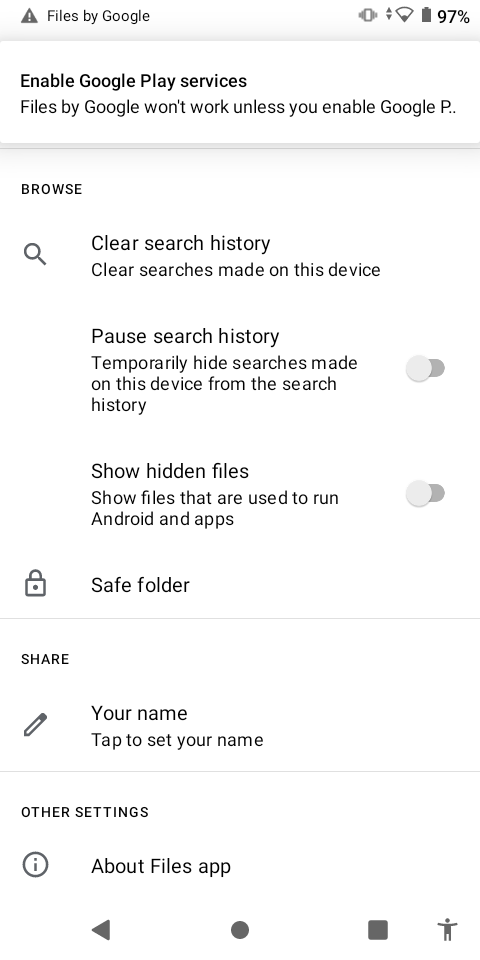 Files by Google
97%
Enable Google Play services
Files by Google won't work unless you enable Google P..
BROWSE
Clear search history
Clear searches made on this device
Pause search history
Temporarily hide searches made
on this device from the search
history
Show hidden files
Show files that are used to run
Android and apps
Safe folder
SHARE
Your name
Tap to set your name
OTHER SETTINGS
About Files app